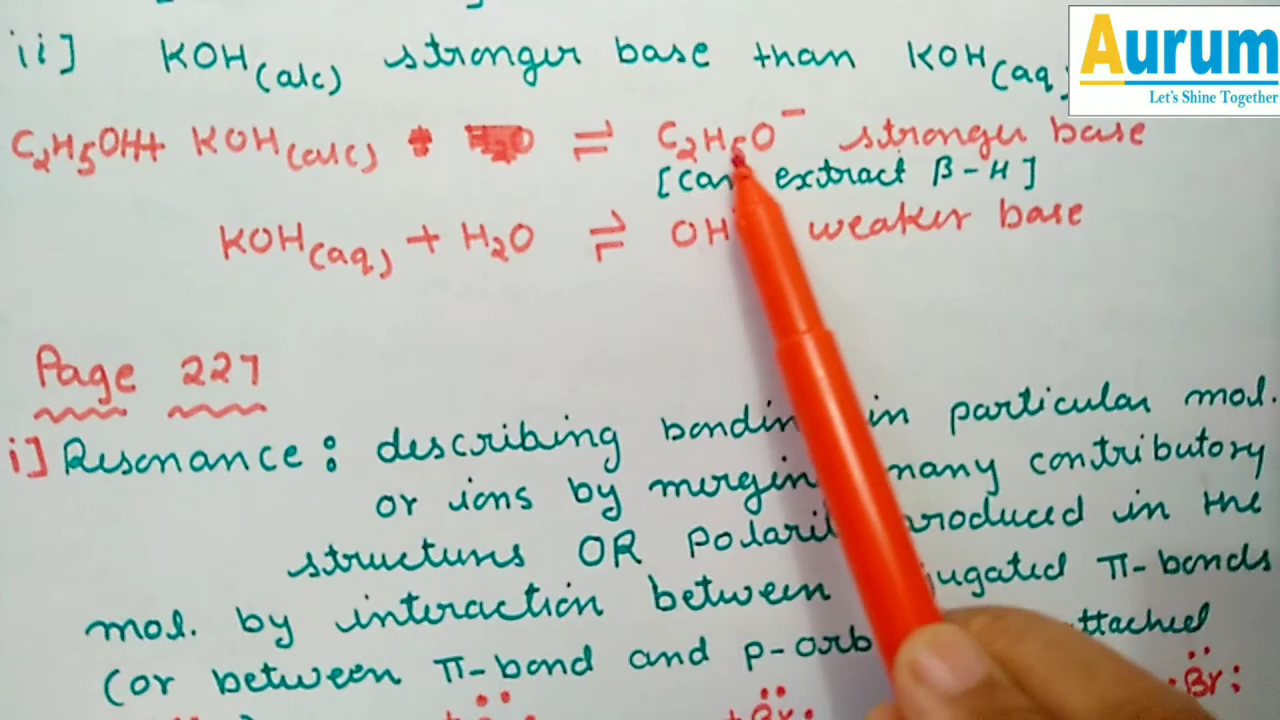 Aurum
Let's Shine Together
ii] KOH(alc) stronger base than KOH(aq)
C2H5OH + KOH(alc) ⇌ C2H5O⁻ stronger base
[can extract β-H]
KOH(aq) + H2O ⇌ OH weaker base
Page 227
i] Resonance: describing bonding in particular mol.
or ions by merging many contributory
structures OR Polarity produced in the
mol. by interaction between conjugated π-bonds
(or between π-bond and p-orb attached
Br:
Br: